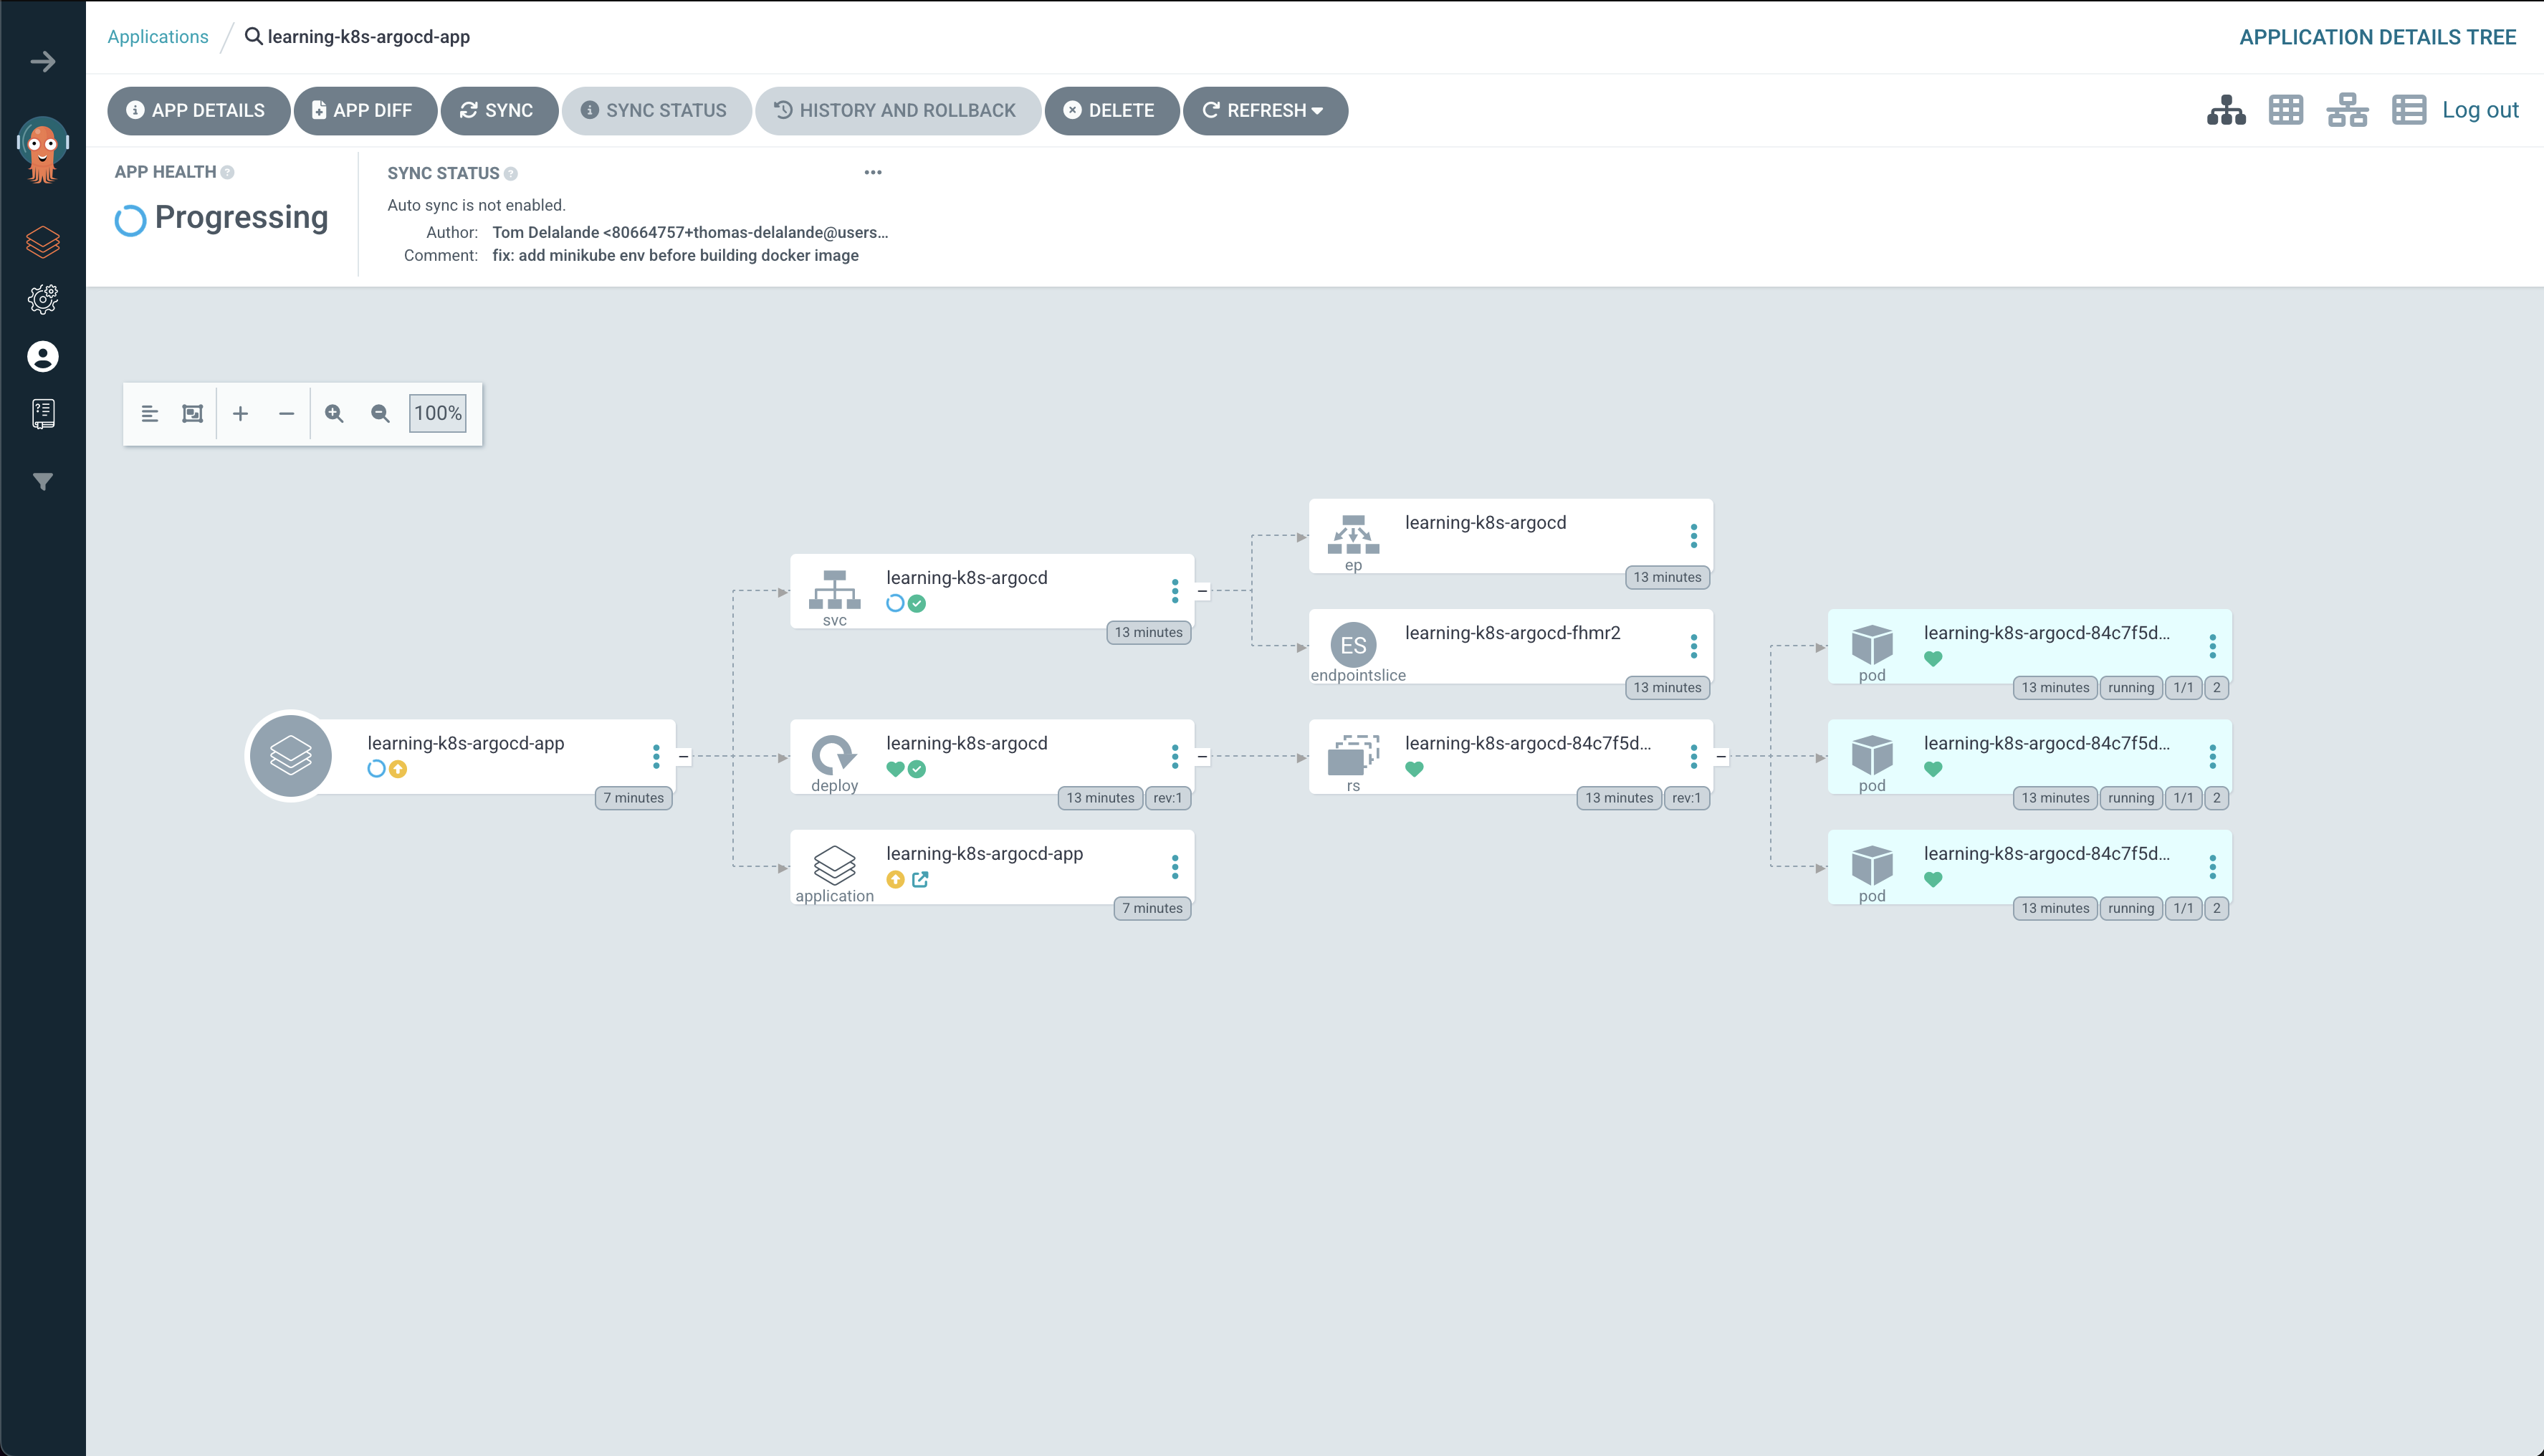 Applications / learning-k8s-argocd-app
APPLICATION DETAILS TREE
APP DETAILS APP DIFF SYNC SYNC STATUS HISTORY AND ROLLBACK DELETE REFRESH
Log out
APP HEALTH
Progressing
SYNC STATUS
Auto sync is not enabled.
Author: Tom Delalande <80664757+thomas-delalande@users...
Comment: fix: add minikube env before building docker image
100%
learning-k8s-argocd-app
7 minutes
learning-k8s-argocd
svc
13 minutes
learning-k8s-argocd
deploy
13 minutes rev:1
learning-k8s-argocd-app
application
7 minutes
learning-k8s-argocd
ep
13 minutes
ES
learning-k8s-argocd-fhmr2
endpointslice
13 minutes
learning-k8s-argocd-84c7f5d...
rs
13 minutes rev:1
learning-k8s-argocd-84c7f5d...
pod
13 minutes running 1/1 2
learning-k8s-argocd-84c7f5d...
pod
13 minutes running 1/1 2
learning-k8s-argocd-84c7f5d...
pod
13 minutes running 1/1 2